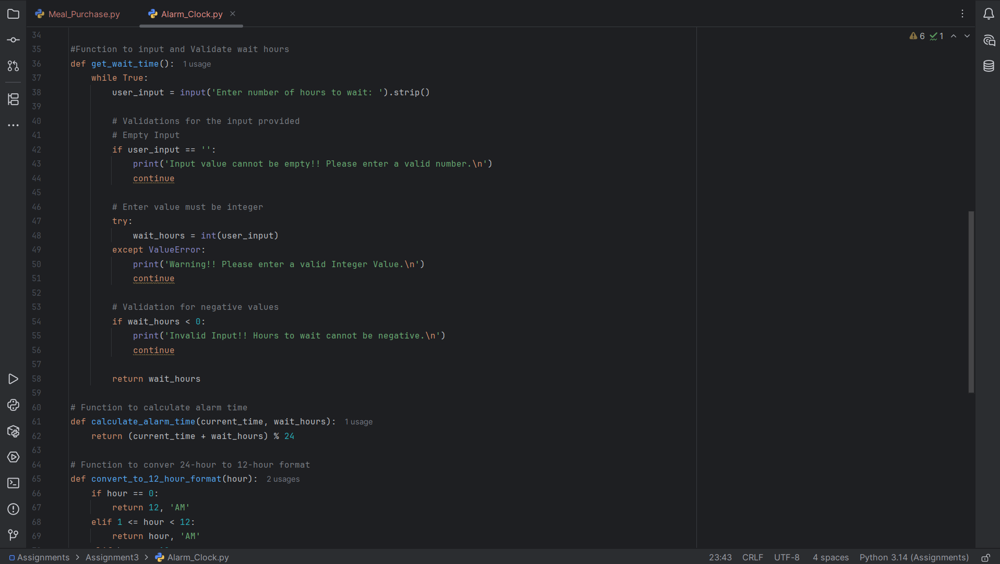 Meal_Purchase.py
Alarm_Clock.py
6 1
34
35 #Function to input and Validate wait hours
36 def get_wait_time(): 1 usage
37 while True:
38 user_input = input('Enter number of hours to wait: ').strip()
39
40 # Validations for the input provided
41 # Empty Input
42 if user_input == '':
43 print('Input value cannot be empty!! Please enter a valid number.\n')
44 continue
45
46 # Enter value must be integer
47 try:
48 wait_hours = int(user_input)
49 except ValueError:
50 print('Warning!! Please enter a valid Integer Value.\n')
51 continue
52
53 # Validation for negative values
54 if wait_hours < 0:
55 print('Invalid Input!! Hours to wait cannot be negative.\n')
56 continue
57
58 return wait_hours
59
60 # Function to calculate alarm time
61 def calculate_alarm_time(current_time, wait_hours): 1 usage
62 return (current_time + wait_hours) % 24
63
64 # Function to conver 24-hour to 12-hour format
65 def convert_to_12_hour_format(hour): 2 usages
66 if hour == 0:
67 return 12, 'AM'
68 elif 1 <= hour < 12:
69 return hour, 'AM'
Assignments > Assignment3 > Alarm_Clock.py
23:43 CRLF UTF-8 4 spaces Python 3.14 (Assignments)